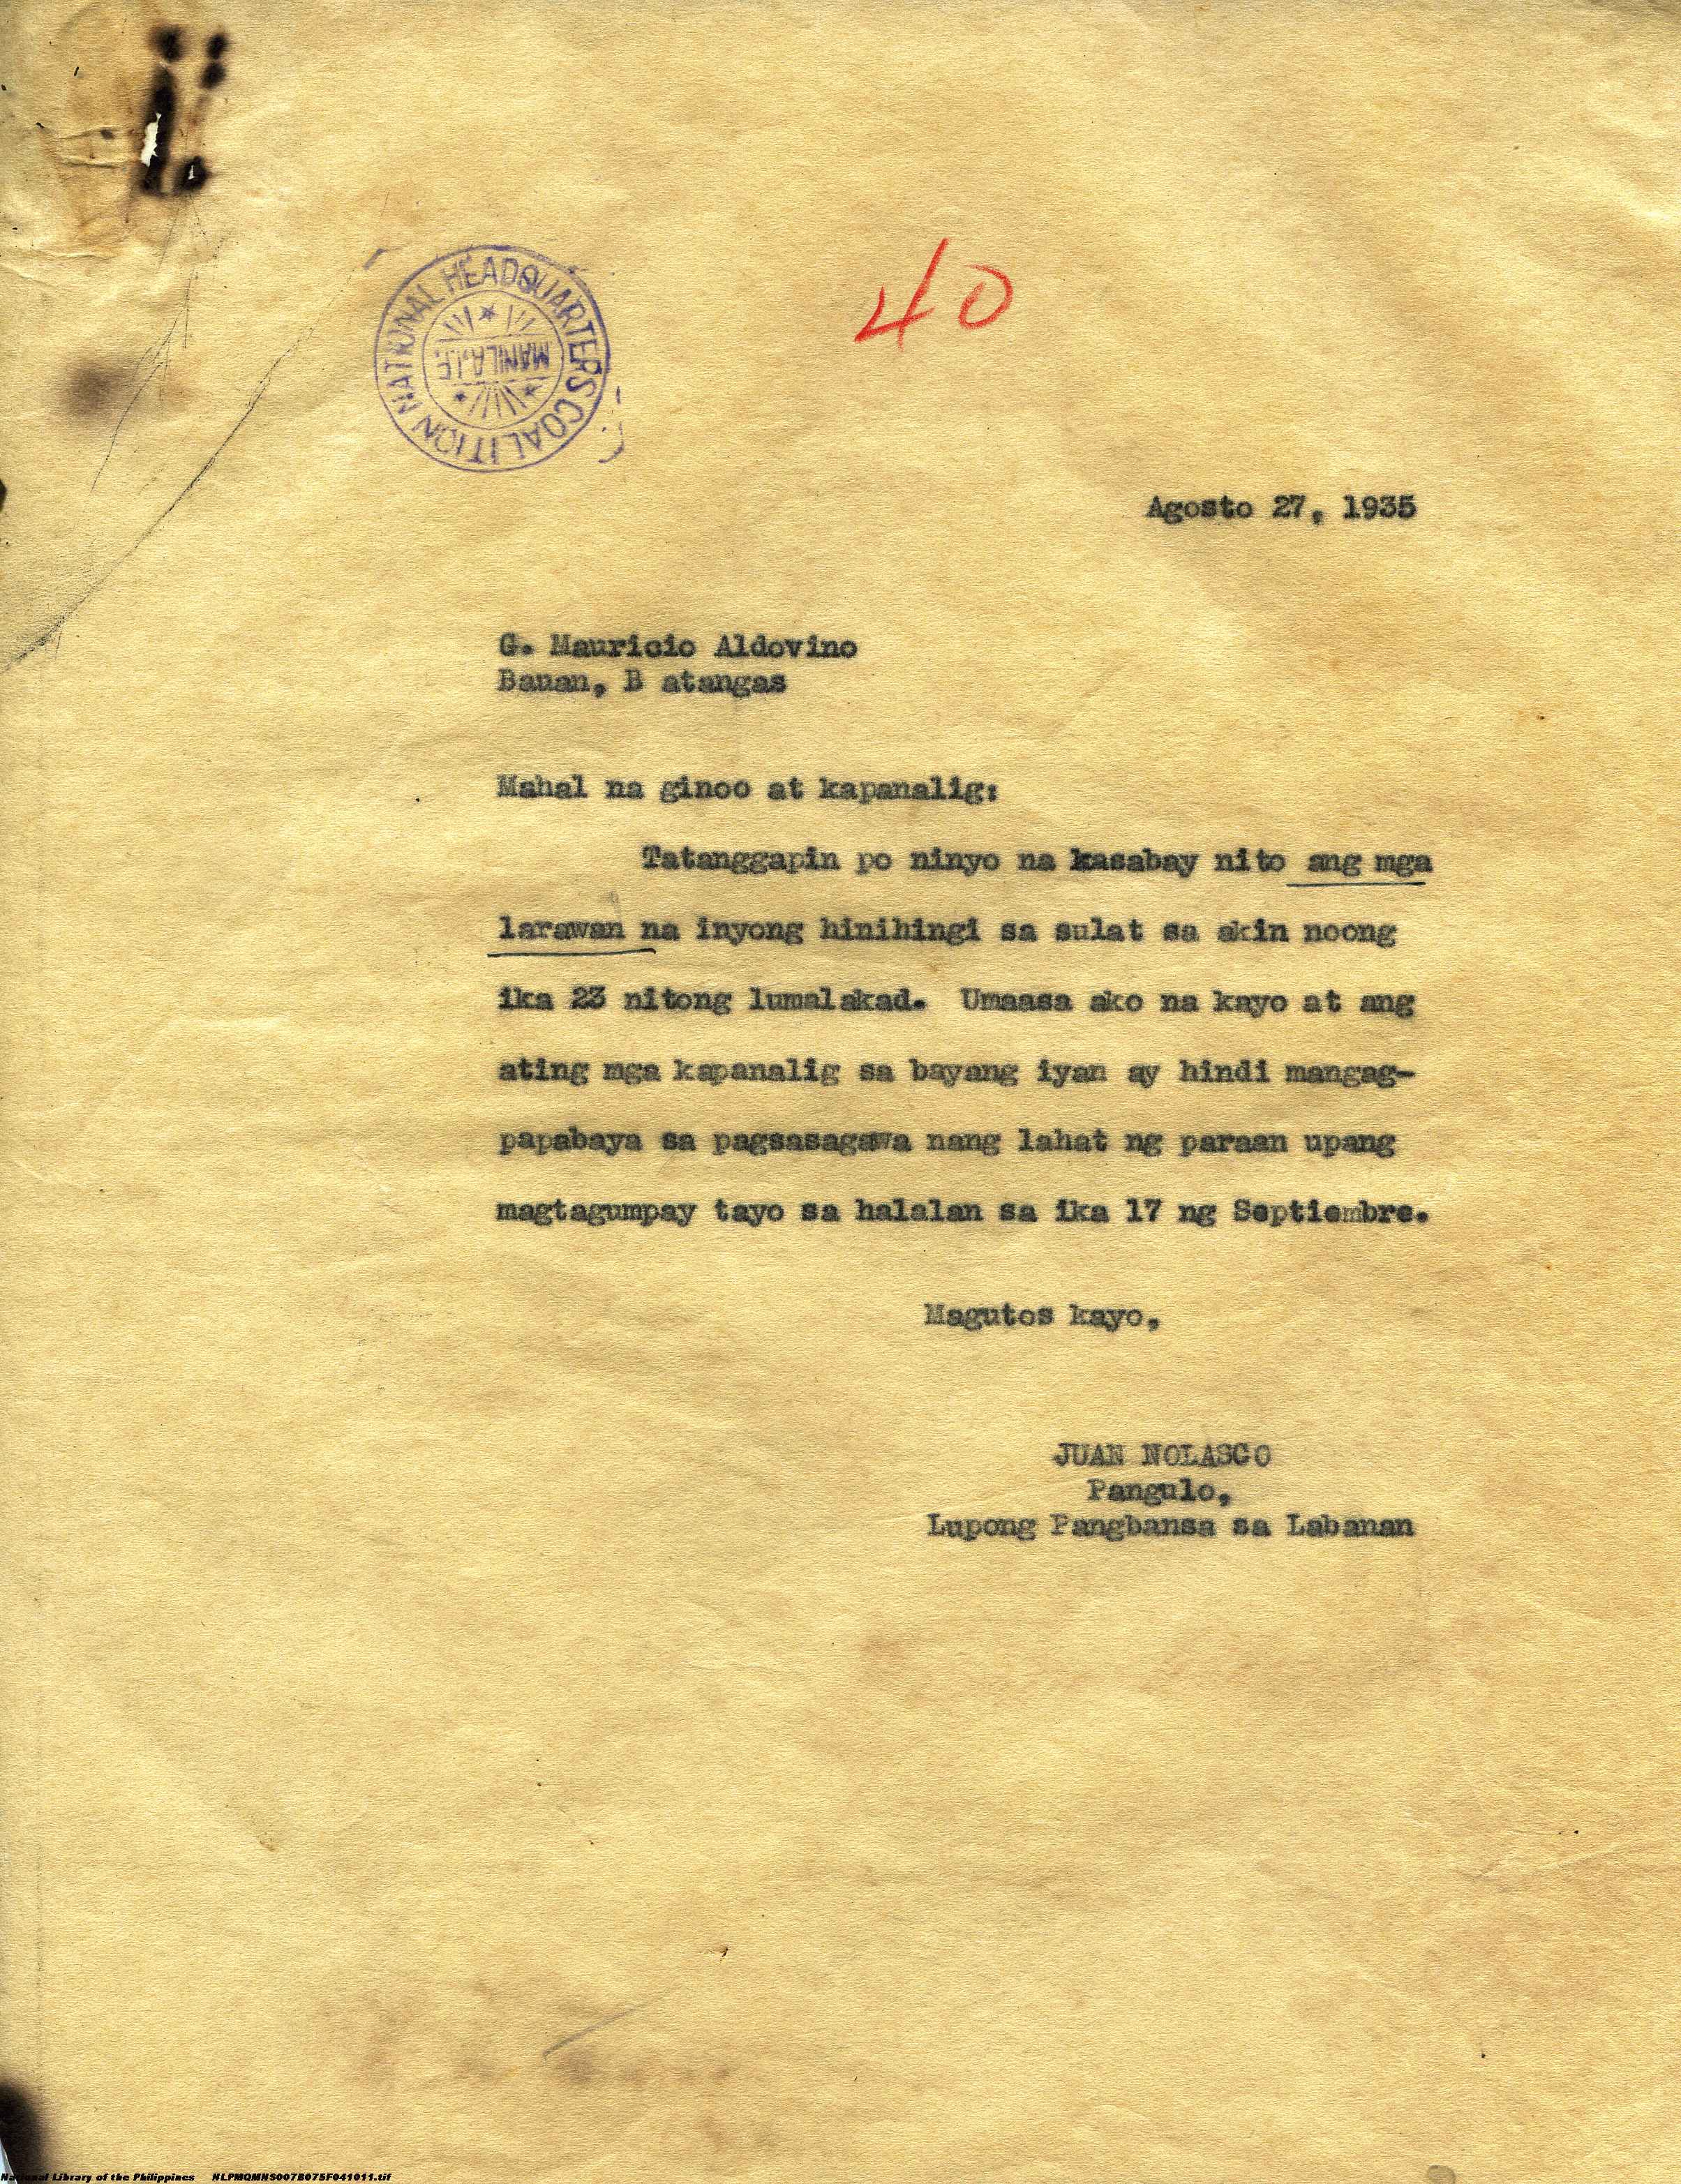 COALITION NATIONAL HEADQUARTERS
MANILA, P.I.
40
Agosto 27, 1935
G. Mauricio Aldovino
Bauan, B atangas
Mahal na ginoo at kapanalig:
Tatanggapin po ninyo na kasabay nito ang mga
larawan na inyong hinihingi sa sulat sa akin noong
ika 23 nitong lumalakad. Umaasa ako na kayo at ang
ating mga kapanalig sa bayang iyan ay hindi mangag-
papabaya sa pagsasagawa nang lahat ng paraan upang
magtagumpay tayo sa halalan sa ika 17 ng Septiembre.
Magutos kayo,
JUAN NOLASCO
Pangulo,
Lupong Pangbansa sa Labanan
National Library of the Philippines NLPMQMNS007B075F041011.tif